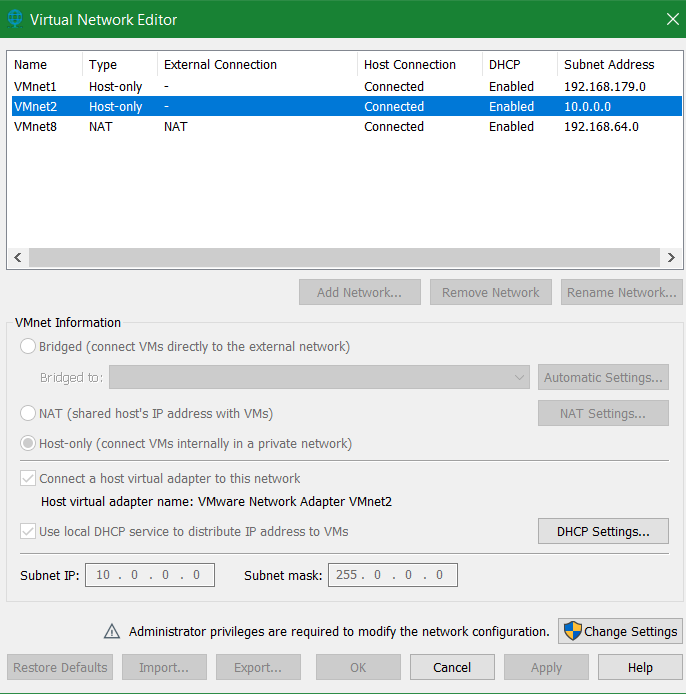 Virtual Network Editor
Name Type External Connection Host Connection DHCP Subnet Address
VMnet1 Host-only - Connected Enabled 192.168.179.0
VMnet2 Host-only - Connected Enabled 10.0.0.0
VMnet8 NAT NAT Connected Enabled 192.168.64.0
Add Network... Remove Network Rename Network...
VMnet Information
Bridged (connect VMs directly to the external network)
Bridged to: Automatic Settings...
NAT (shared host's IP address with VMs) NAT Settings...
Host-only (connect VMs internally in a private network)
Connect a host virtual adapter to this network
Host virtual adapter name: VMware Network Adapter VMnet2
Use local DHCP service to distribute IP address to VMs DHCP Settings...
Subnet IP: 10 . 0 . 0 . 0 Subnet mask: 255 . 0 . 0 . 0
Administrator privileges are required to modify the network configuration. Change Settings
Restore Defaults Import... Export... OK Cancel Apply Help